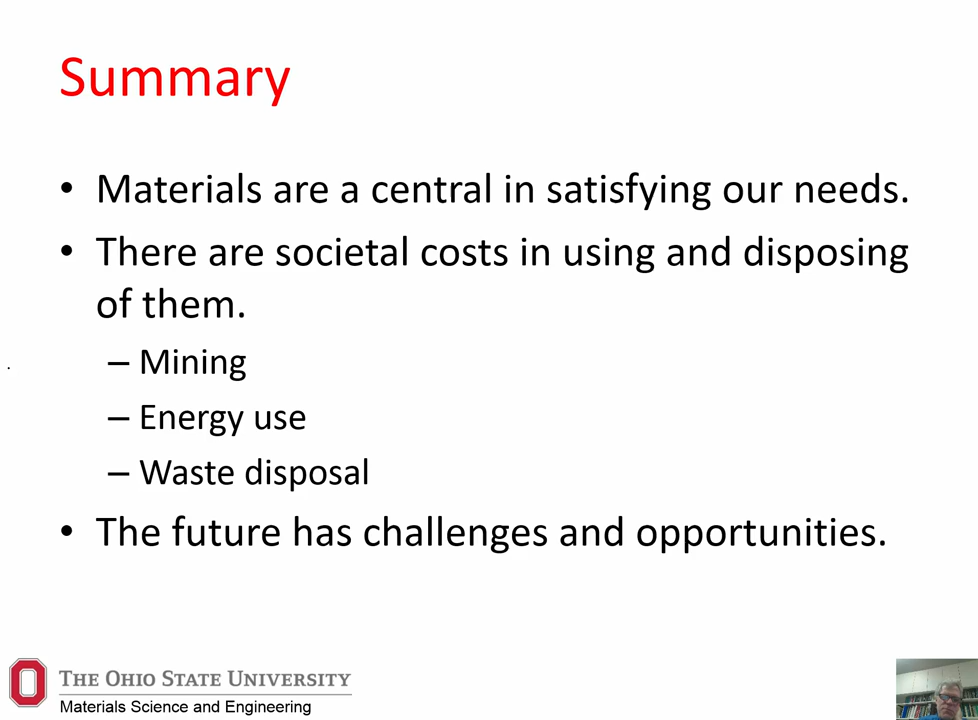 Summary
• Materials are a central in satisfying our needs.
• There are societal costs in using and disposing
of them.
– Mining
– Energy use
– Waste disposal
• The future has challenges and opportunities.
THE OHIO STATE UNIVERSITY
Materials Science and Engineering